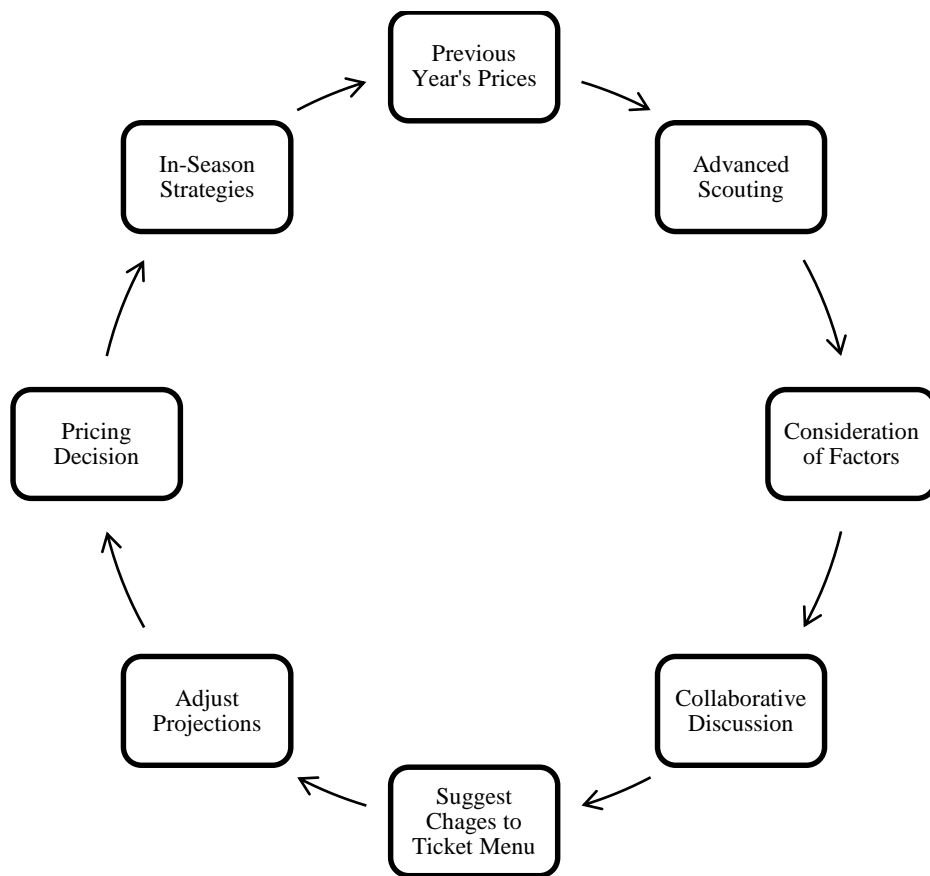 Previous
Year's Prices
Advanced
Scouting
Consideration
of Factors
Collaborative
Discussion
Suggest
Chages to
Ticket Menu
Adjust
Projections
Pricing
Decision
In-Season
Strategies